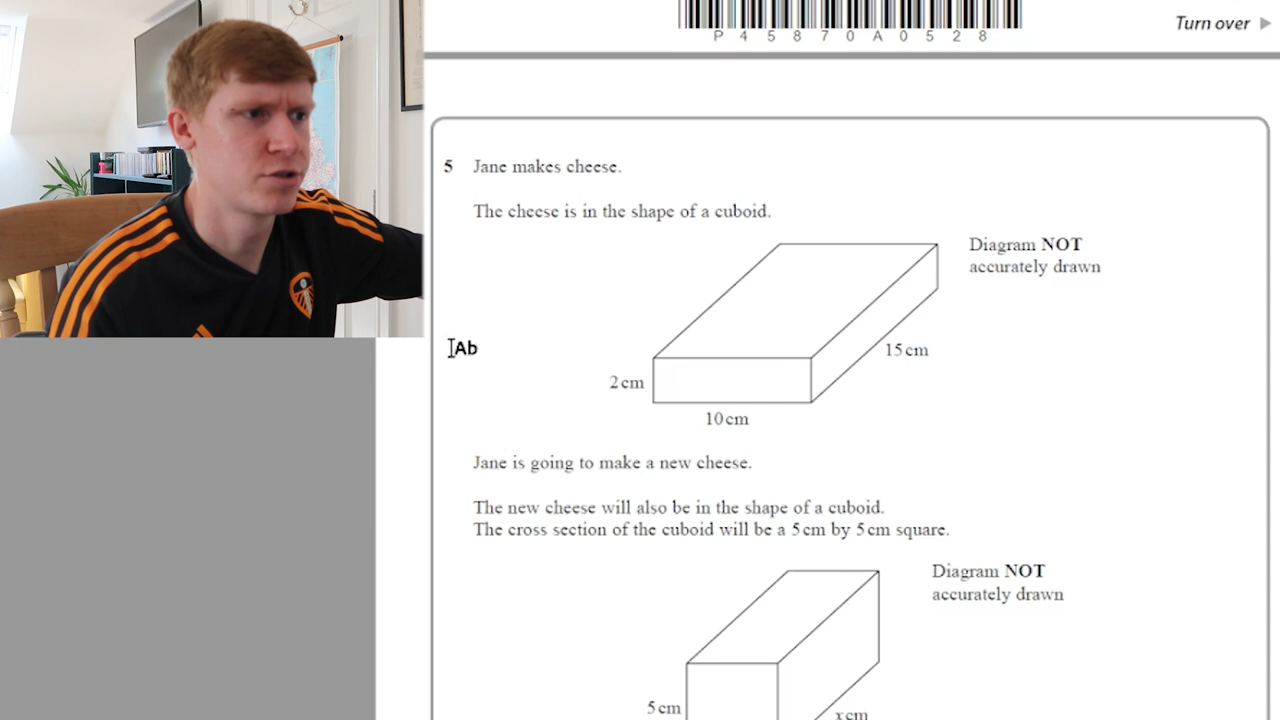 P 4 5 8 7 0 A 0 5 2 8
Turn over
5 Jane makes cheese.
The cheese is in the shape of a cuboid.
Diagram NOT
accurately drawn
Ab
15 cm
2 cm
10 cm
Jane is going to make a new cheese.
The new cheese will also be in the shape of a cuboid.
The cross section of the cuboid will be a 5 cm by 5 cm square.
Diagram NOT
accurately drawn
5 cm
x cm